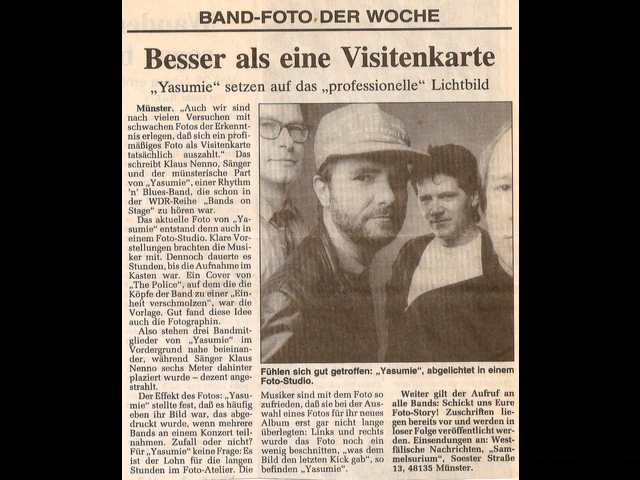 BAND-FOTO DER WOCHE
Besser als eine Visitenkarte
„Yasumie“ setzen auf das „professionelle“ Lichtbild
Münster. „Auch wir sind
nach vielen Versuchen mit
schwachen Fotos der Erkennt-
nis erlegen, daß sich ein profi-
mäßiges Foto als Visitenkarte
tatsächlich auszahlt.“ Das
schreibt Klaus Nenno, Sänger
und der münsterische Part
von „Yasumie“, einer Rhythm
'n' Blues-Band, die schon in
der WDR-Reihe „Bands on
Stage“ zu hören war.
Das aktuelle Foto von „Ya-
sumie“ entstand denn auch in
einem Foto-Studio. Klare Vor-
stellungen brachten die Musi-
ker mit. Dennoch dauerte es
Stunden, bis die Aufnahme im
Kasten war. Ein Cover von
„The Police“, auf dem die die
Köpfe der Band zu einer „Ein-
heit verschmolzen“, war die
Vorlage. Gut fand diese Idee
auch die Fotographin.
Also stehen drei Bandmit-
glieder von „Yasumie“ im
Vordergrund nahe beieinan-
der, während Sänger Klaus
Nenno sechs Meter dahinter
plaziert wurde – dezent ange-
strahlt.
Der Effekt des Fotos: „Yasu-
mie“ stellte fest, daß es häufig
eben ihr Bild war, das abge-
druckt wurde, wenn mehrere
Bands an einem Konzert teil-
nahmen. Zufall oder nicht?
Für „Yasumie“ keine Frage: Es
ist der Lohn für die langen
Stunden im Foto-Atelier. Die
Fühlen sich gut getroffen: „Yasumie“, abgelichtet in einem
Foto-Studio.
Musiker sind mit dem Foto so
zufrieden, daß sie bei der Aus-
wahl eines Fotos für ihr neues
Album erst gar nicht lange
überlegten: Links und rechts
wurde das Foto noch ein
wenig beschnitten, „was dem
Bild den letzten Kick gab“, so
befinden „Yasumie“.
Weiter gilt der Aufruf an
alle Bands: Schickt uns Eure
Foto-Story! Zuschriften lie-
gen bereits vor und werden in
loser Folge veröffentlicht wer-
den. Einsendungen an: West-
fälische Nachrichten, „Sam-
melsurium“, Soester Straße
13, 48135 Münster.